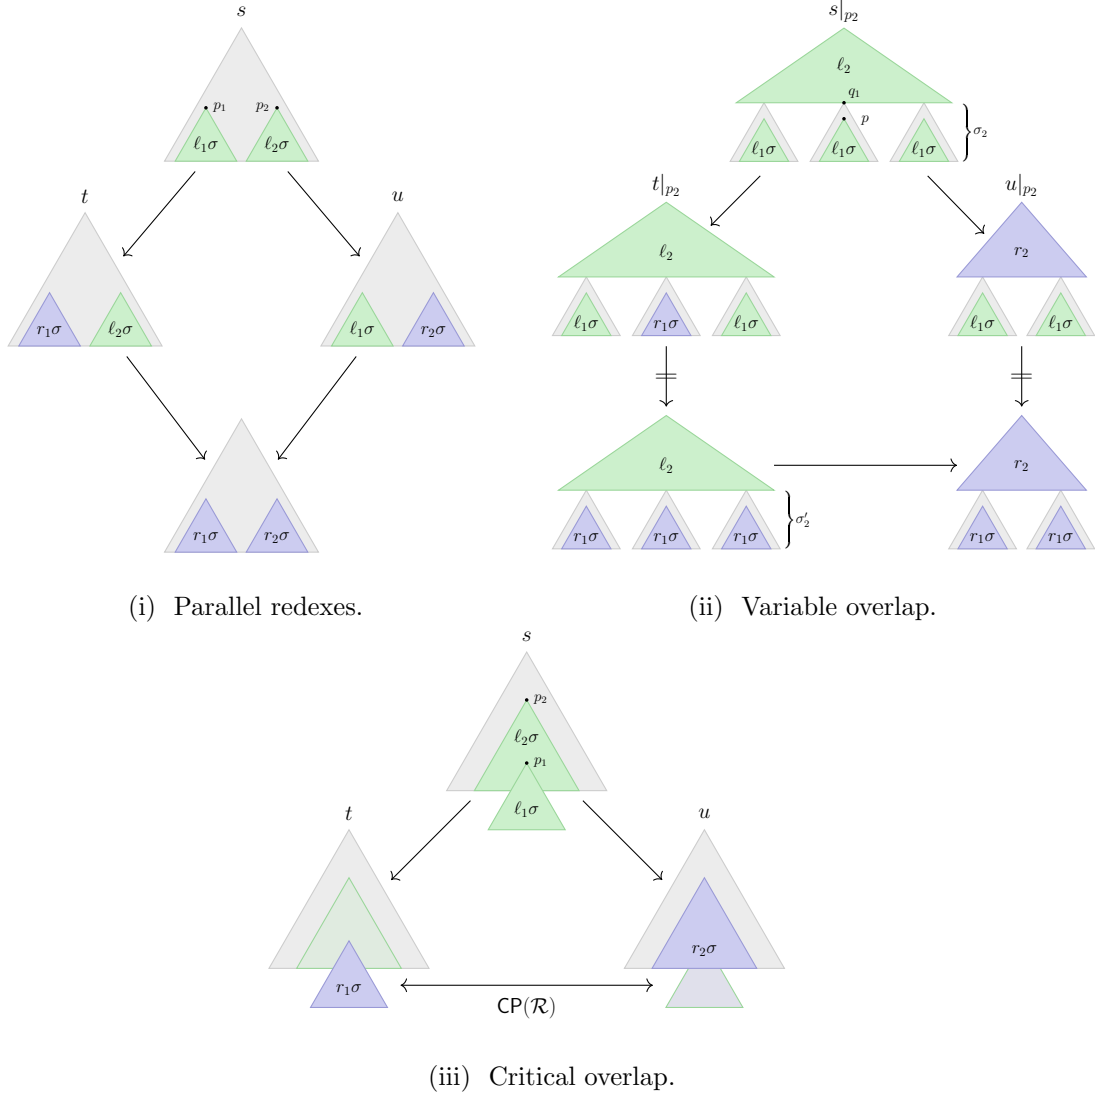 s
p₁ p₂
ℓ₁σ ℓ₂σ
t u
r₁σ ℓ₂σ ℓ₁σ r₂σ
r₁σ r₂σ
(i) Parallel redexes.
s|ₚ₂
ℓ₂
q₁
p
ℓ₁σ ℓ₁σ ℓ₁σ
σ₂
t|ₚ₂ u|ₚ₂
ℓ₂ r₂
ℓ₁σ r₁σ ℓ₁σ ℓ₁σ ℓ₁σ
ℓ₂ r₂
r₁σ r₁σ r₁σ σ₂′ r₁σ r₁σ
(ii) Variable overlap.
s
p₂
ℓ₂σ
p₁
ℓ₁σ
t u
r₂σ
r₁σ
CP(ℛ)
(iii) Critical overlap.